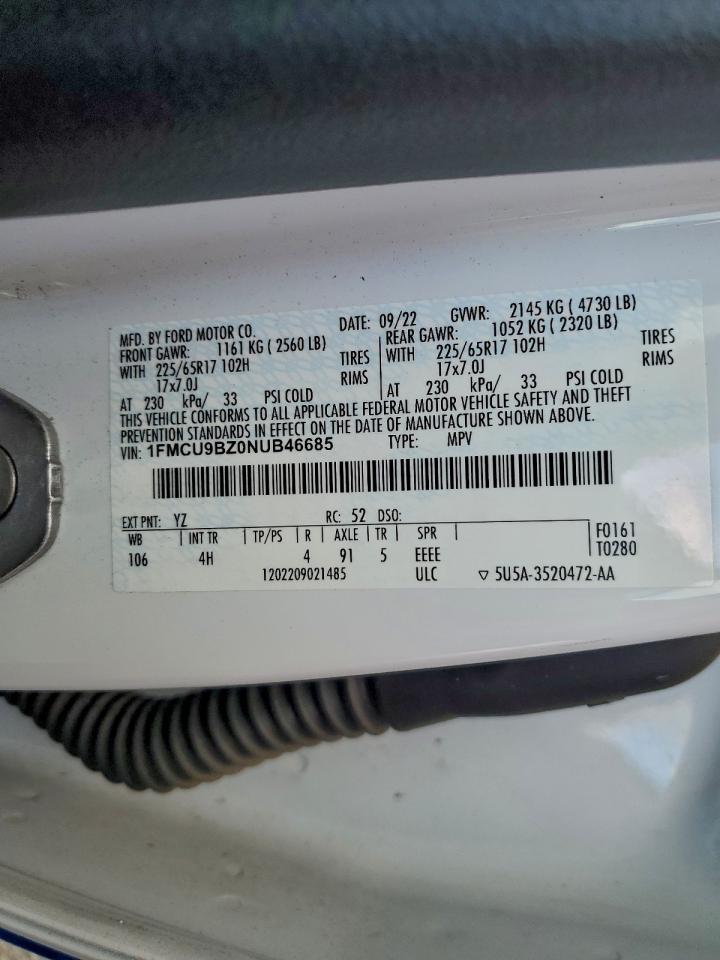 MFD. BY FORD MOTOR CO. DATE: 09/22 GVWR: 2145 KG ( 4730 LB)
FRONT GAWR: 1161 KG ( 2560 LB) REAR GAWR: 1052 KG ( 2320 LB)
WITH 225/65R17 102H TIRES WITH 225/65R17 102H TIRES
17x7.0J RIMS 17x7.0J RIMS
AT 230 kPa/ 33 PSI COLD AT 230 kPa/ 33 PSI COLD
THIS VEHICLE CONFORMS TO ALL APPLICABLE FEDERAL MOTOR VEHICLE SAFETY AND THEFT
PREVENTION STANDARDS IN EFFECT ON THE DATE OF MANUFACTURE SHOWN ABOVE.
VIN: 1FMCU9BZ0NUB46685 TYPE: MPV
EXT PNT: YZ RC: 52 DSO:
WB INT TR TP/PS R AXLE TR SPR F0161
106 4H 4 91 5 EEEE T0280
1202209021485 ULC ▽ 5U5A-3520472-AA